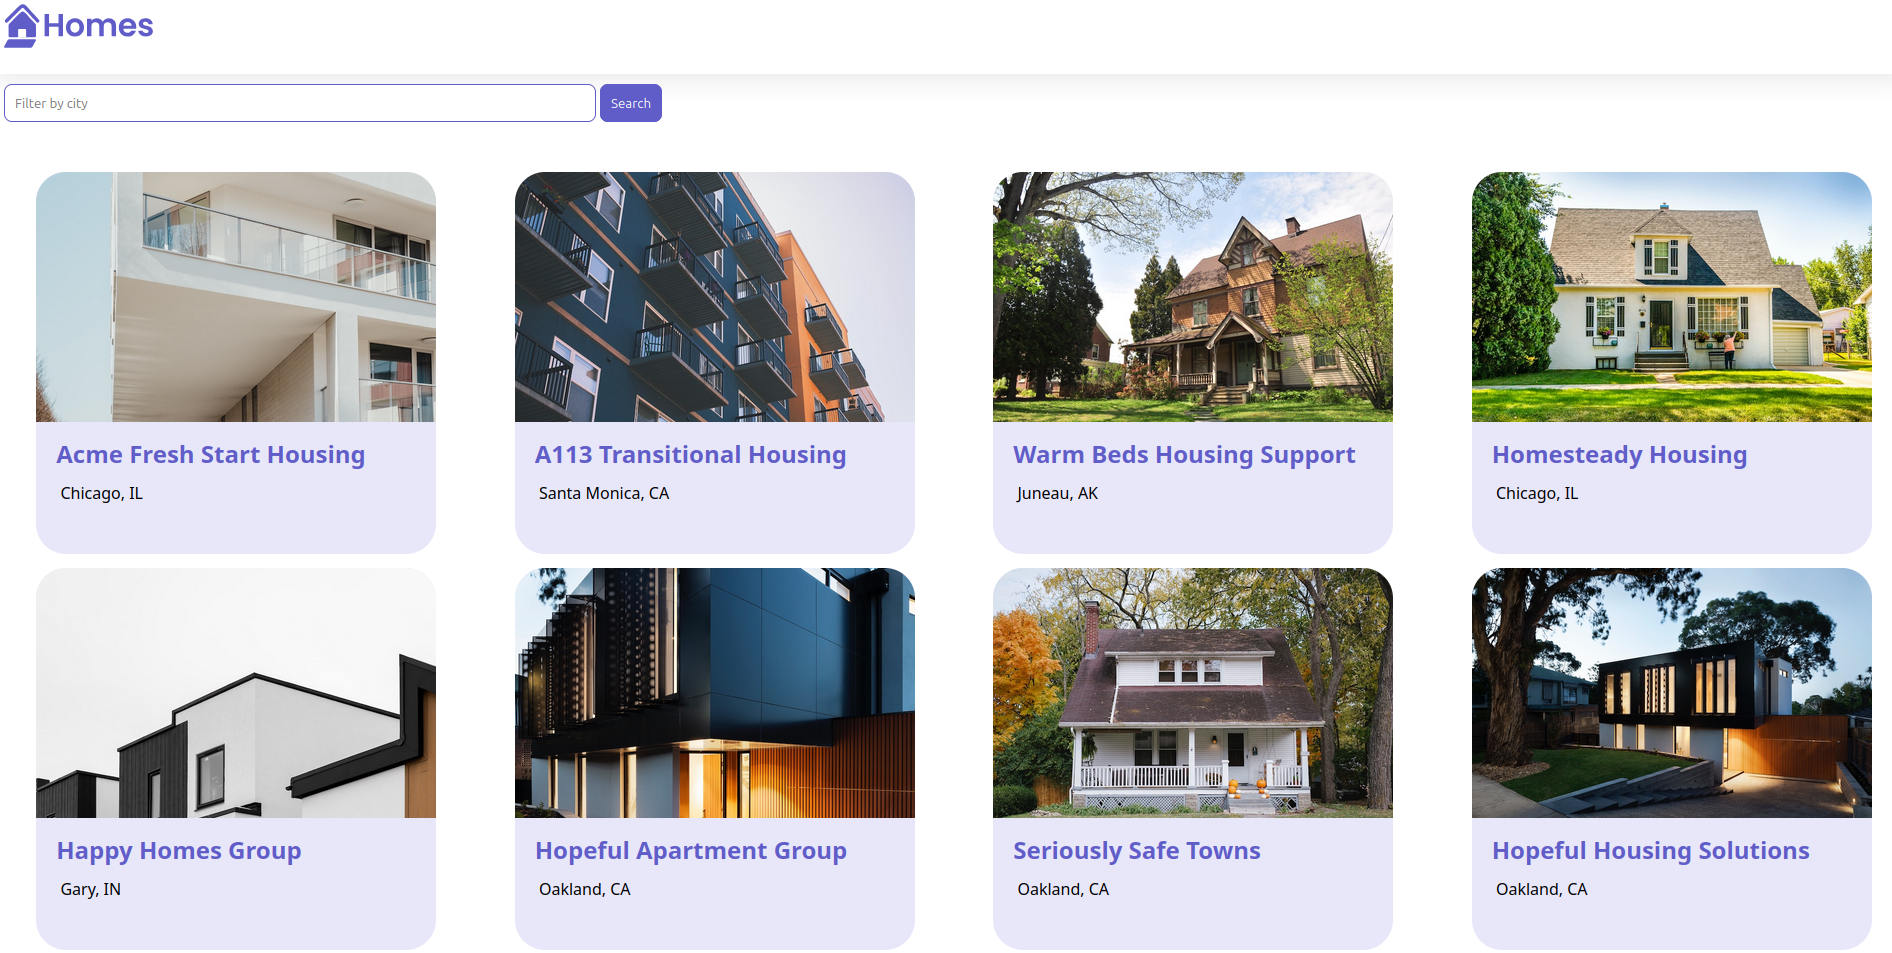 Homes
Filter by city
Search
Acme Fresh Start Housing
Chicago, IL
A113 Transitional Housing
Santa Monica, CA
Warm Beds Housing Support
Juneau, AK
Homesteady Housing
Chicago, IL
Happy Homes Group
Gary, IN
Hopeful Apartment Group
Oakland, CA
Seriously Safe Towns
Oakland, CA
Hopeful Housing Solutions
Oakland, CA